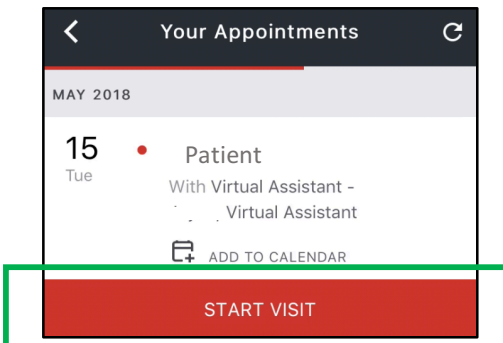 Your Appointments
MAY 2018
15
Tue
Patient
With Virtual Assistant -
Virtual Assistant
ADD TO CALENDAR
START VISIT